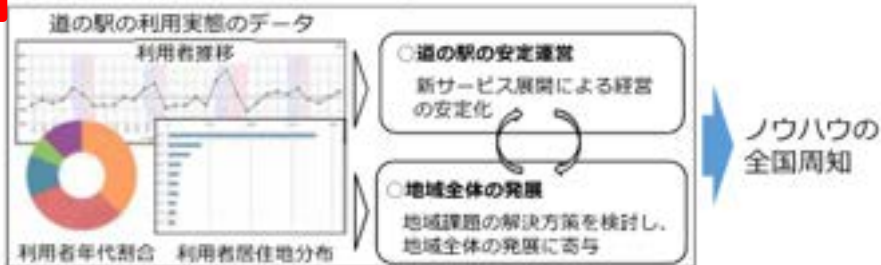 道の駅の利用実態のデータ
利用者推移
利用者年代割合
利用者居住地分布
○道の駅の安定運営
新サービス展開による経営
の安定化
○地域全体の発展
地域課題の解決方策を検討し、
地域全体の発展に寄与
ノウハウの
全国周知